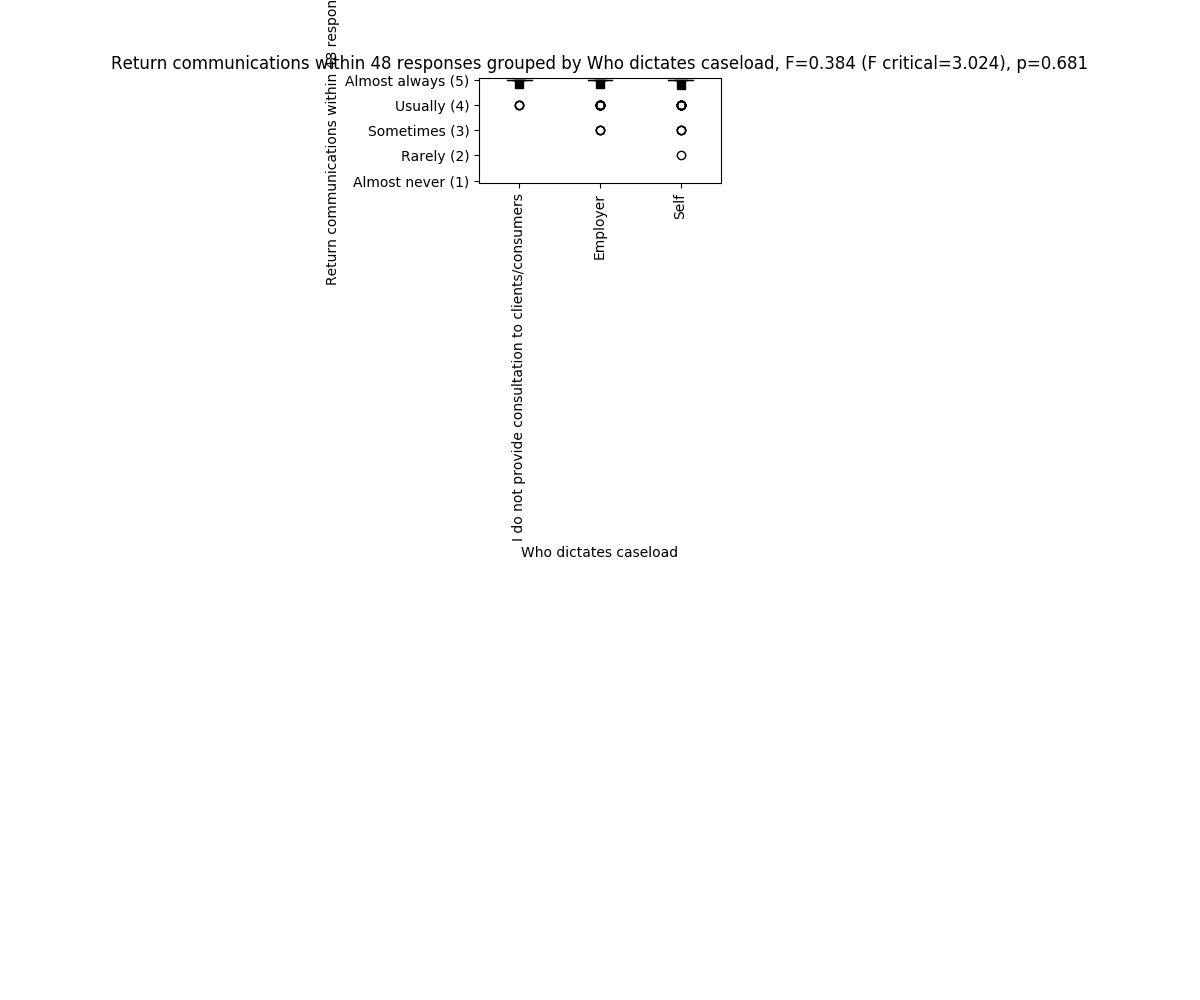 Return communications within 48 responses grouped by Who dictates caseload, F=0.384 (F critical=3.024), p=0.681
Return communications within 48 respon
Almost always (5)
Usually (4)
Sometimes (3)
Rarely (2)
Almost never (1)
I do not provide consultation to clients/consumers
Employer
Self
Who dictates caseload